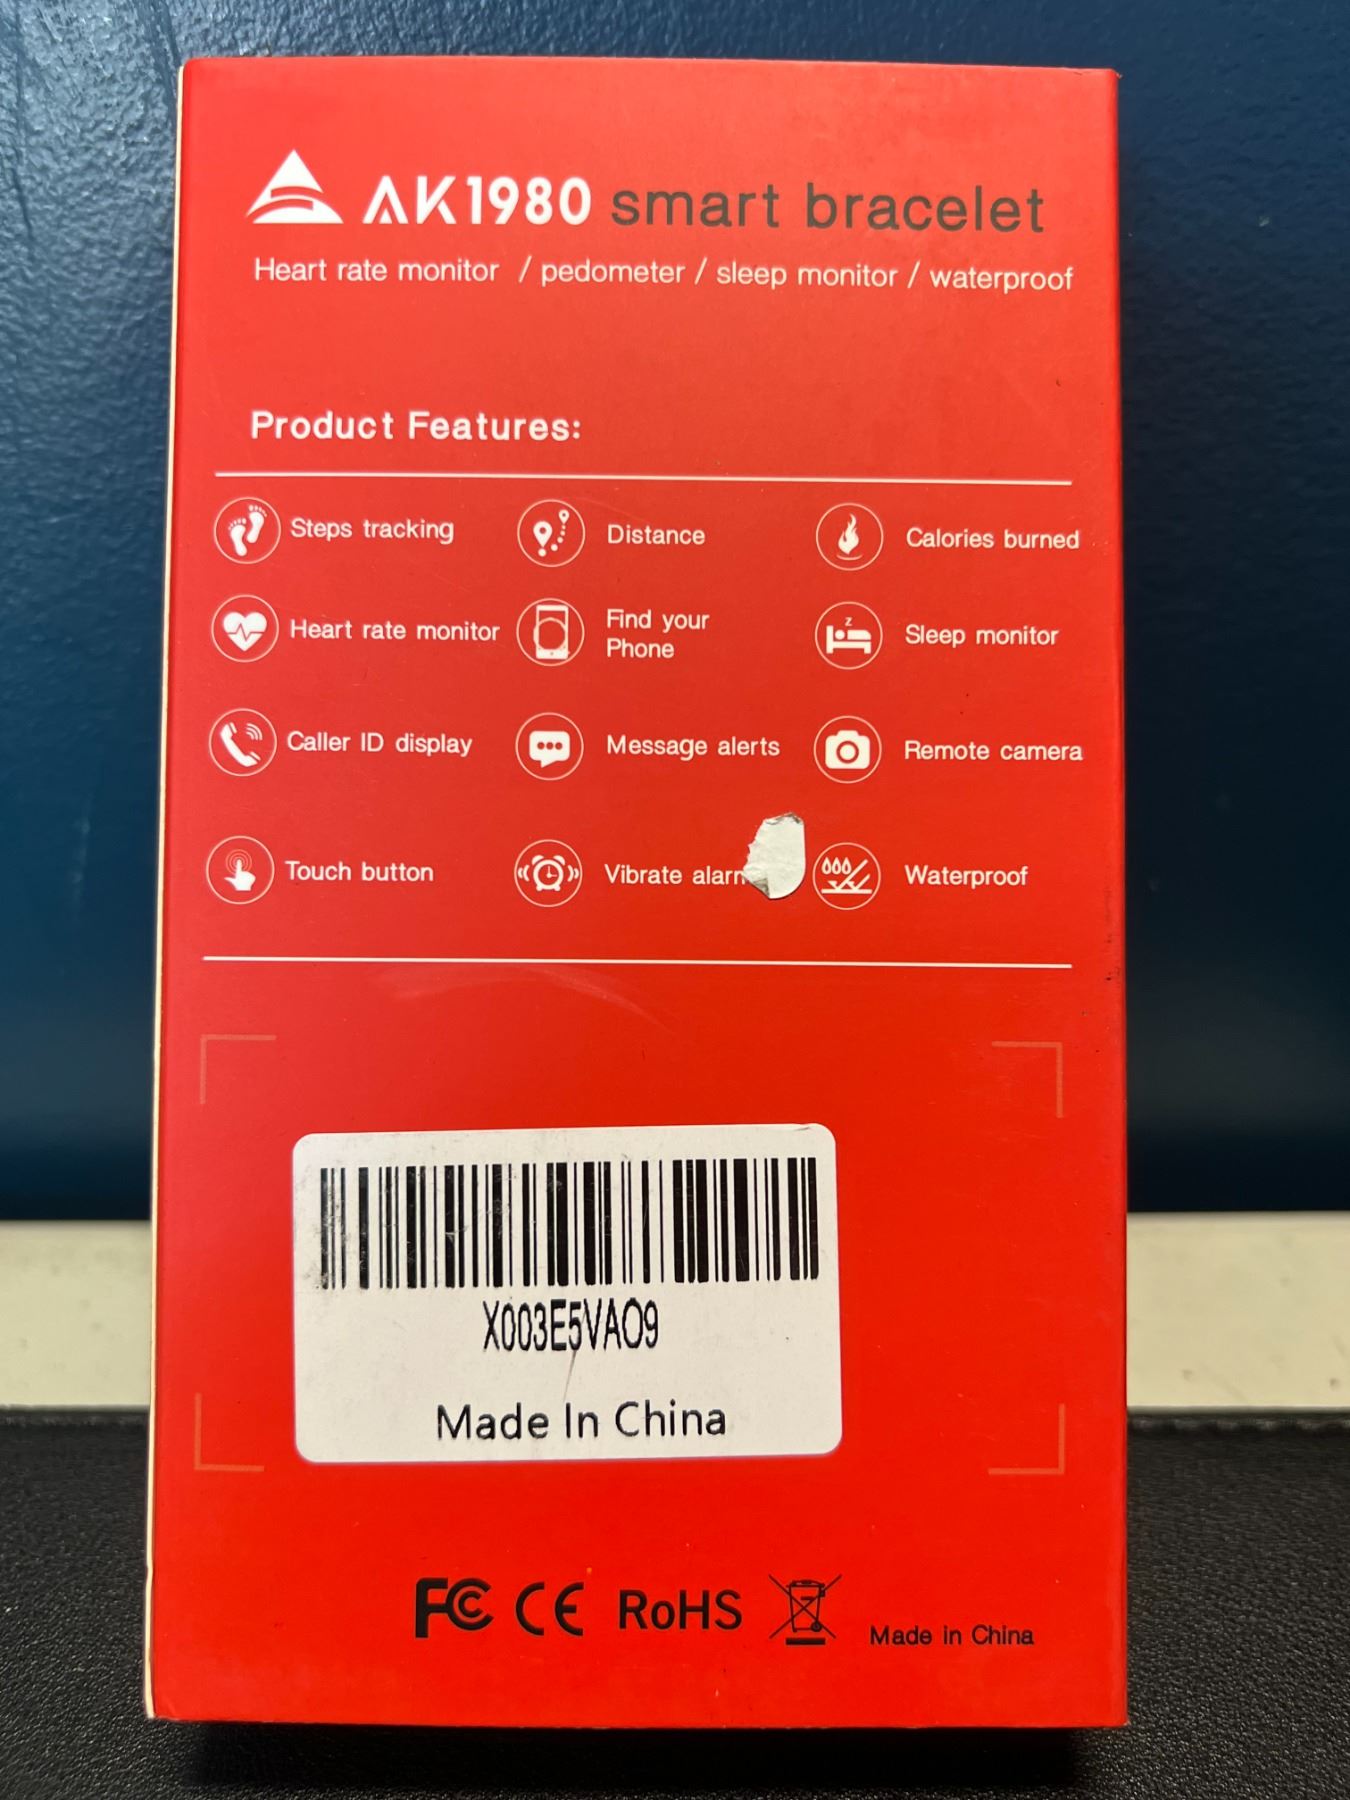 AK1980 smart bracelet
Heart rate monitor / pedometer / sleep monitor / waterproof
Product Features:
Steps tracking
Distance
Calories burned
Heart rate monitor
Find your
Phone
Sleep monitor
Caller ID display
Message alerts
Remote camera
Touch button
Vibrate alarm
Waterproof
X003E5VAO9
Made In China
FC CE RoHS
Made in China